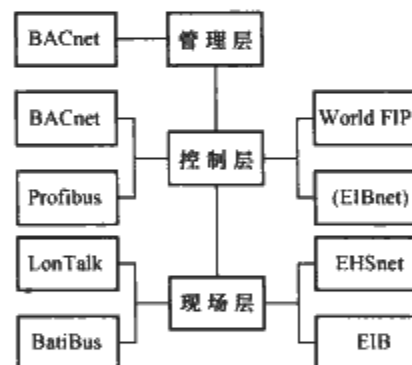 BACnet
管理层
BACnet
World FIP
控制层
Profibus
(EIBnet)
LonTalk
EHSnet
现场层
BatiBus
EIB